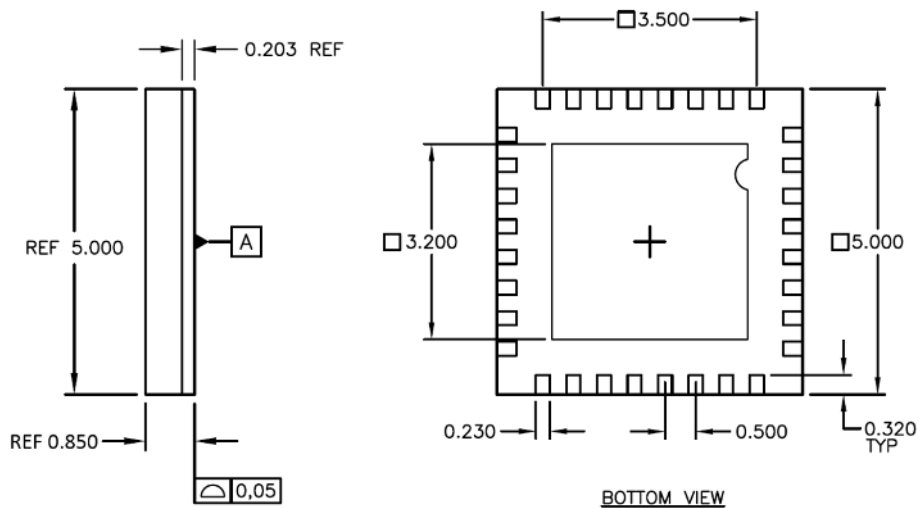 0.203 REF
3.500
REF 5.000
A
3.200
5.000
REF 0.850
0.230
0.500
0.320
TYP
0,05
BOTTOM VIEW